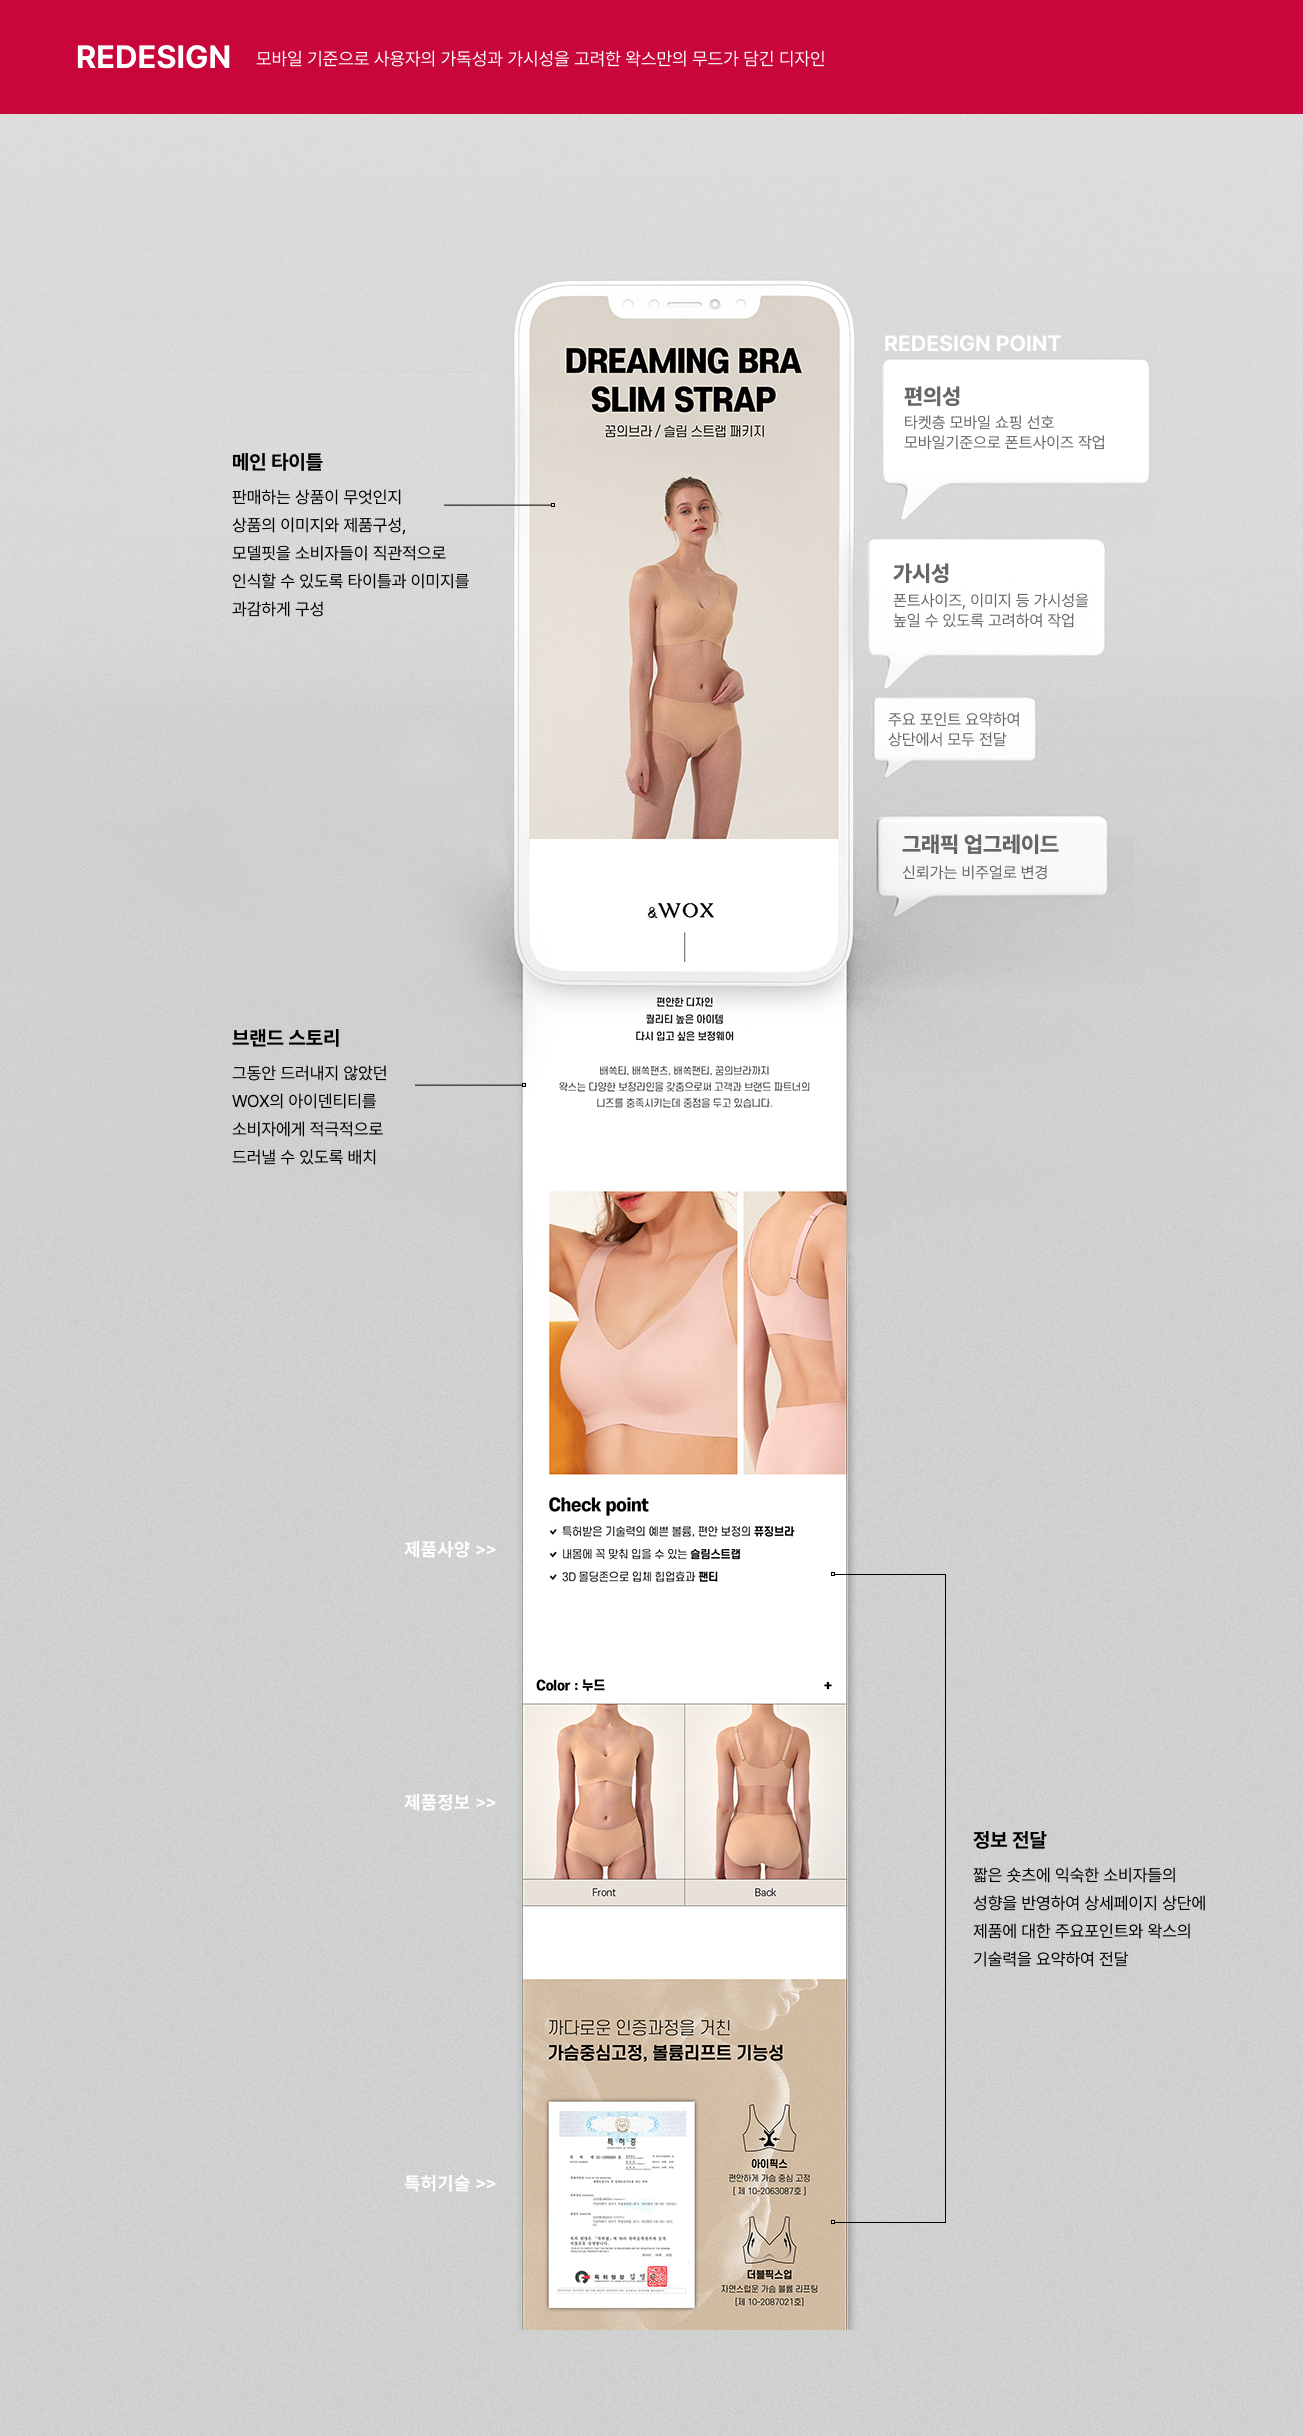 REDESIGN
모바일 기준으로 사용자의 가독성과 가시성을 고려한 왁스만의 무드가 담긴 디자인
DREAMING BRA
SLIM STRAP
꿈의브라 / 슬림 스트랩 패키지
REDESIGN POINT
편의성
타켓층 모바일 쇼핑 선호
모바일기준으로 폰트사이즈 작업
메인 타이틀
판매하는 상품이 무엇인지
상품의 이미지와 제품구성,
모델핏을 소비자들이 직관적으로
인식할 수 있도록 타이틀과 이미지를
과감하게 구성
가시성
폰트사이즈, 이미지 등 가시성을
높일 수 있도록 고려하여 작업
주요 포인트 요약하여
상단에서 모두 전달
그래픽 업그레이드
신뢰가는 비주얼로 변경
&WOX
편안한 디자인
퀄리티 높은 아이템
다시 입고 싶은 보정웨어
브랜드 스토리
그동안 드러내지 않았던
WOX의 아이덴티티를
소비자에게 적극적으로
드러낼 수 있도록 배치
배쏙티, 배쏙팬츠, 배쏙팬티, 꿈의브라까지
왁스는 다양한 보정라인을 갖춤으로써 고객과 브랜드 파트너의
니즈를 충족시키는데 중점을 두고 있습니다.
Check point
특허받은 기술력의 예쁜 볼륨, 편안 보정의 퓨징브라
내몸에 꼭 맞춰 입을 수 있는 슬림스트랩
3D 몰딩존으로 입체 힙업효과 팬티
제품사양 >>
Color : 누드
+
제품정보 >>
Front
Back
정보 전달
짧은 숏츠에 익숙한 소비자들의
성향을 반영하여 상세페이지 상단에
제품에 대한 주요포인트와 왁스의
기술력을 요약하여 전달
까다로운 인증과정을 거친
가슴중심고정, 볼륨리프트 기능성
특허증
아이픽스
편안하게 가슴 중심 고정
[ 제 10-2063087호 ]
특허기술 >>
더블픽스업
자연스럽운 가슴 볼륨 리프팅
[제 10-2087021호]